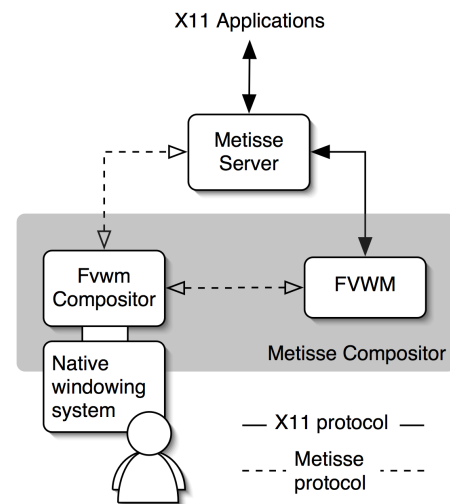 X11 Applications
Metisse
Server
Fvwm
Compositor
FVWM
Metisse Compositor
Native
windowing
system
X11 protocol
Metisse
protocol